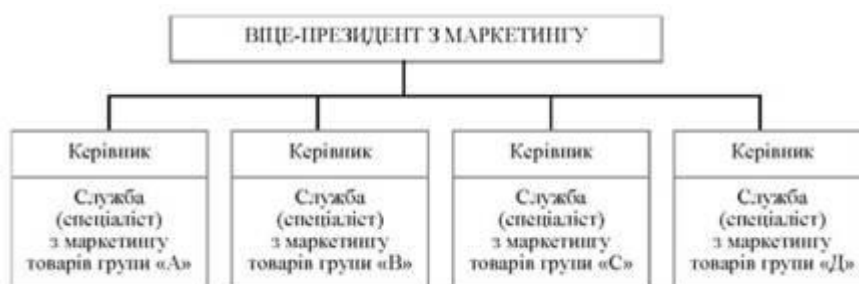 ВІЦЕ-ПРЕЗИДЕНТ З МАРКЕТИНГУ
Керівник
Служба
(спеціаліст)
з маркетингу
товарів групи «А»
Керівник
Служба
(спеціаліст)
з маркетингу
товарів групи «В»
Керівник
Служба
(спеціаліст)
з маркетингу
товарів групи «С»
Керівник
Служба
(спеціаліст)
з маркетингу
товарів групи «Д»